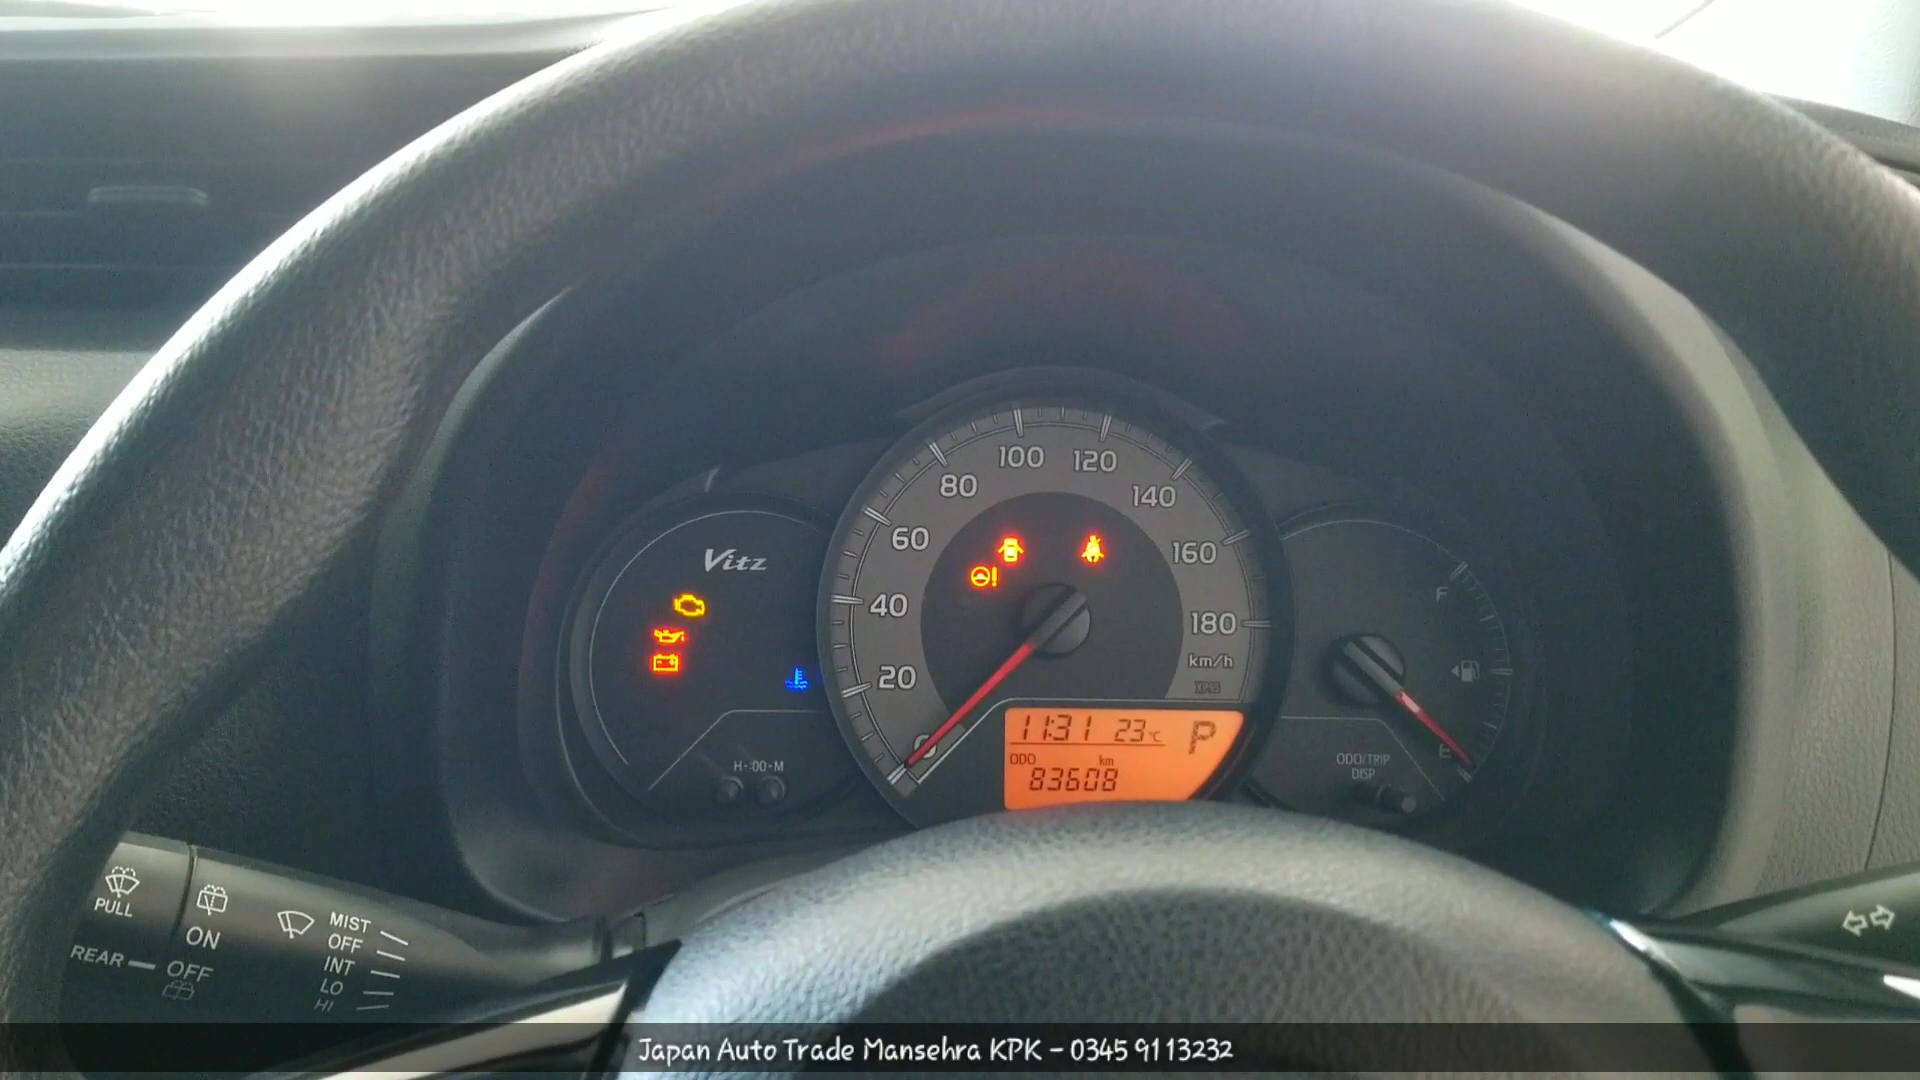 100 120
80
140
60
160
Vitz
40
180
km/h
20
0
F
E
11:31 23°C P
ODO km
83608
H-:00-M
ODO/TRIP
DISP
PULL
ON
REAR
OFF
MIST
OFF
INT
LO
HI
Japan Auto Trade Mansehra KPK - 0345 9113232